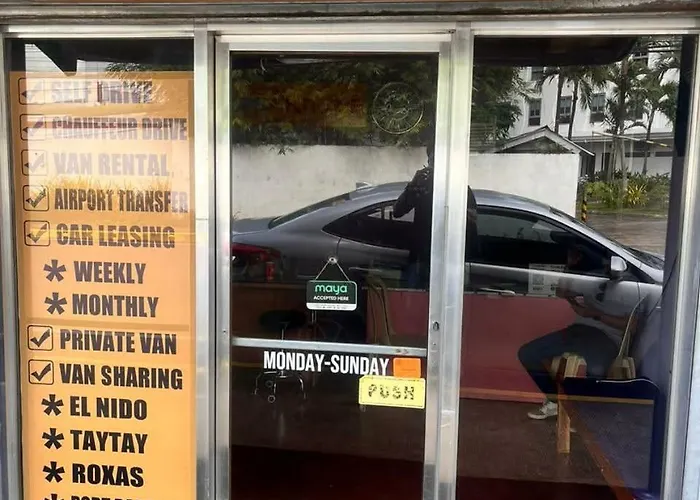 SELF DRIVE
CHAUFFEUR DRIVE
VAN RENTAL
AIRPORT TRANSFER
CAR LEASING
* WEEKLY
* MONTHLY
PRIVATE VAN
VAN SHARING
* EL NIDO
* TAYTAY
* ROXAS
maya
ACCEPTED HERE
MONDAY-SUNDAY
PUSH